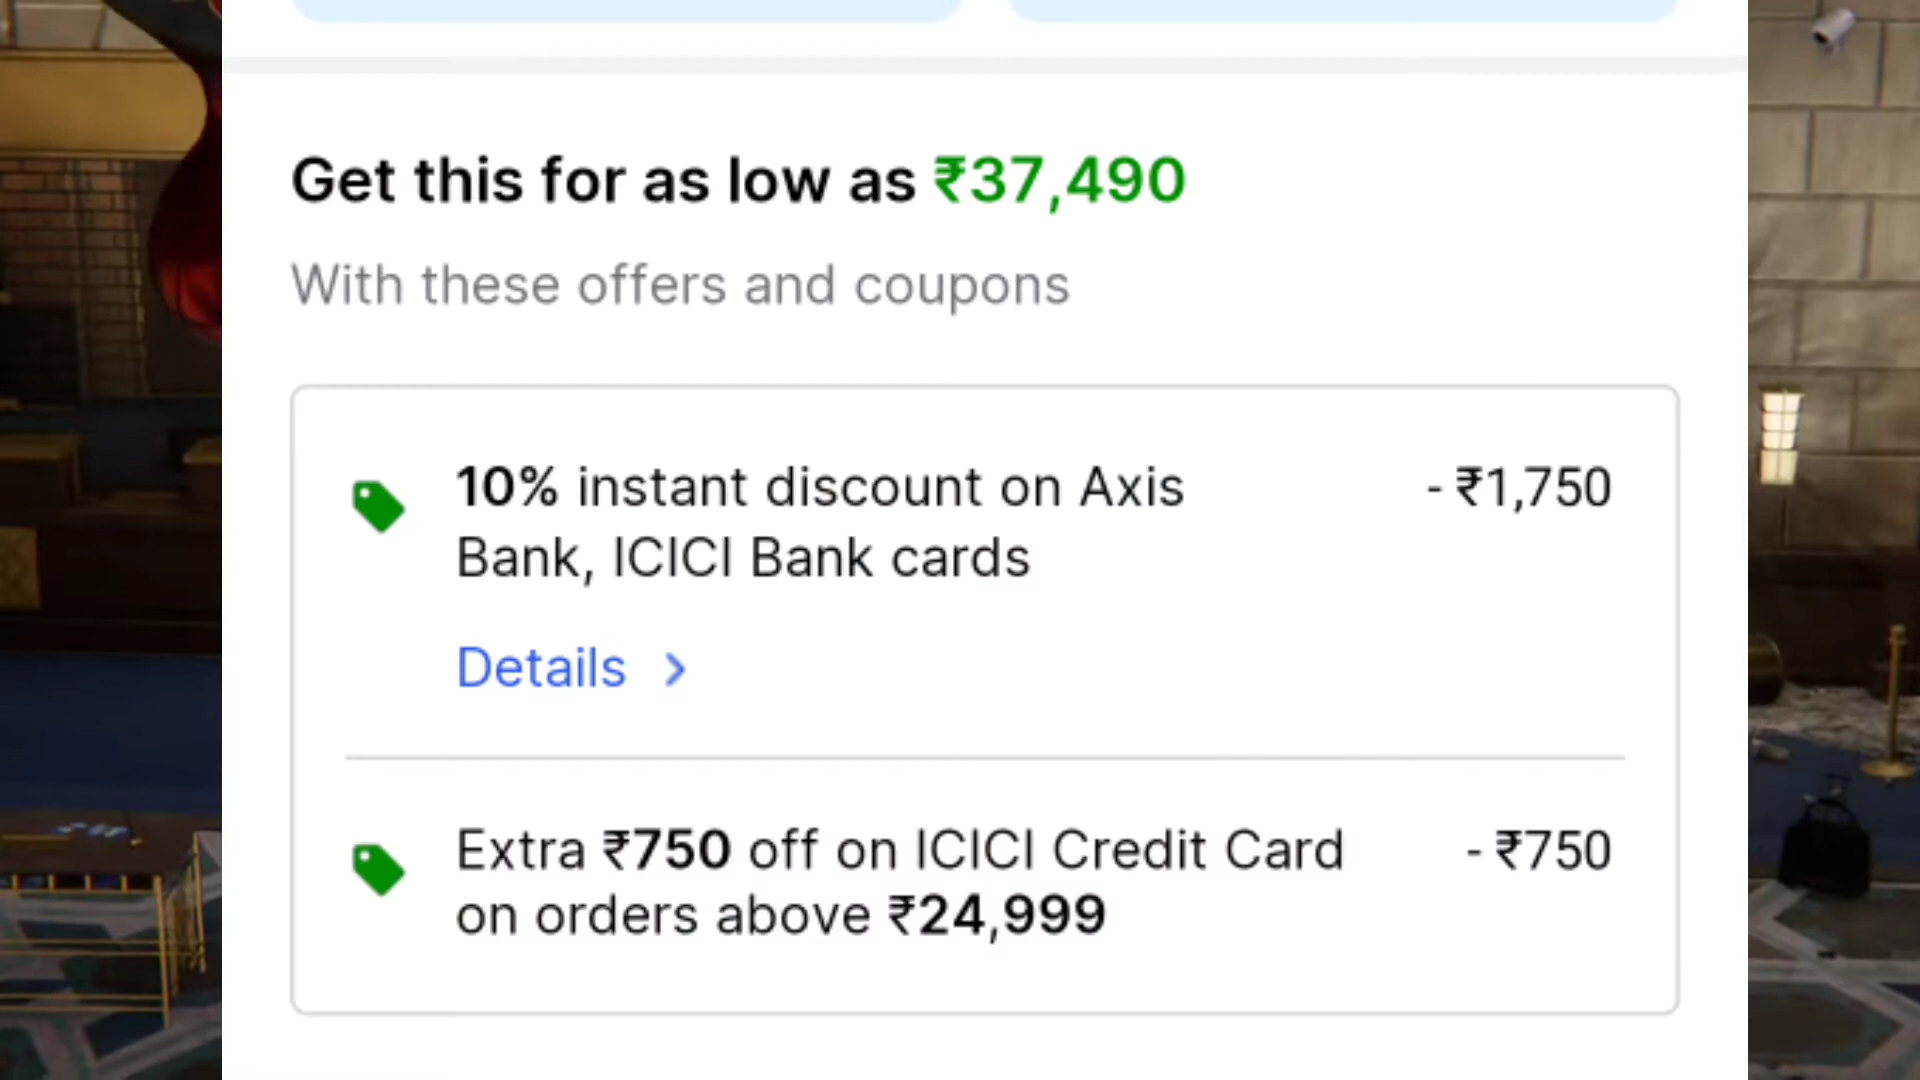 Get this for as low as ₹37,490
With these offers and coupons
10% instant discount on Axis - ₹1,750
Bank, ICICI Bank cards
Details >
Extra ₹750 off on ICICI Credit Card - ₹750
on orders above ₹24,999